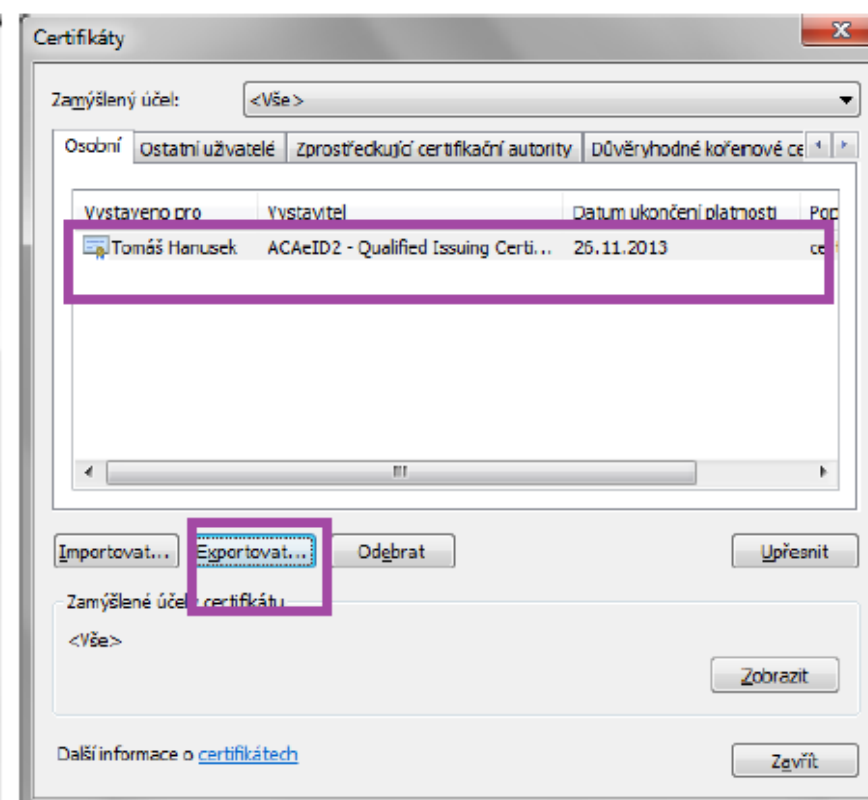 Certifikáty
Zamýšlený účel: <Vše>
Osobní Ostatní uživatelé Zprostředkující certifikační autority Důvěryhodné kořenové ce
Vystaveno pro Vystavitel Datum ukončení platnosti Pop
Tomáš Hanusek ACAeID2 - Qualified Issuing Certi... 26.11.2013 ce
Importovat... Exportovat... Odebrat Upřesnit
Zamýšlené účely certifikátu
<Vše>
Zobrazit
Další informace o certifikátech
Zavřít